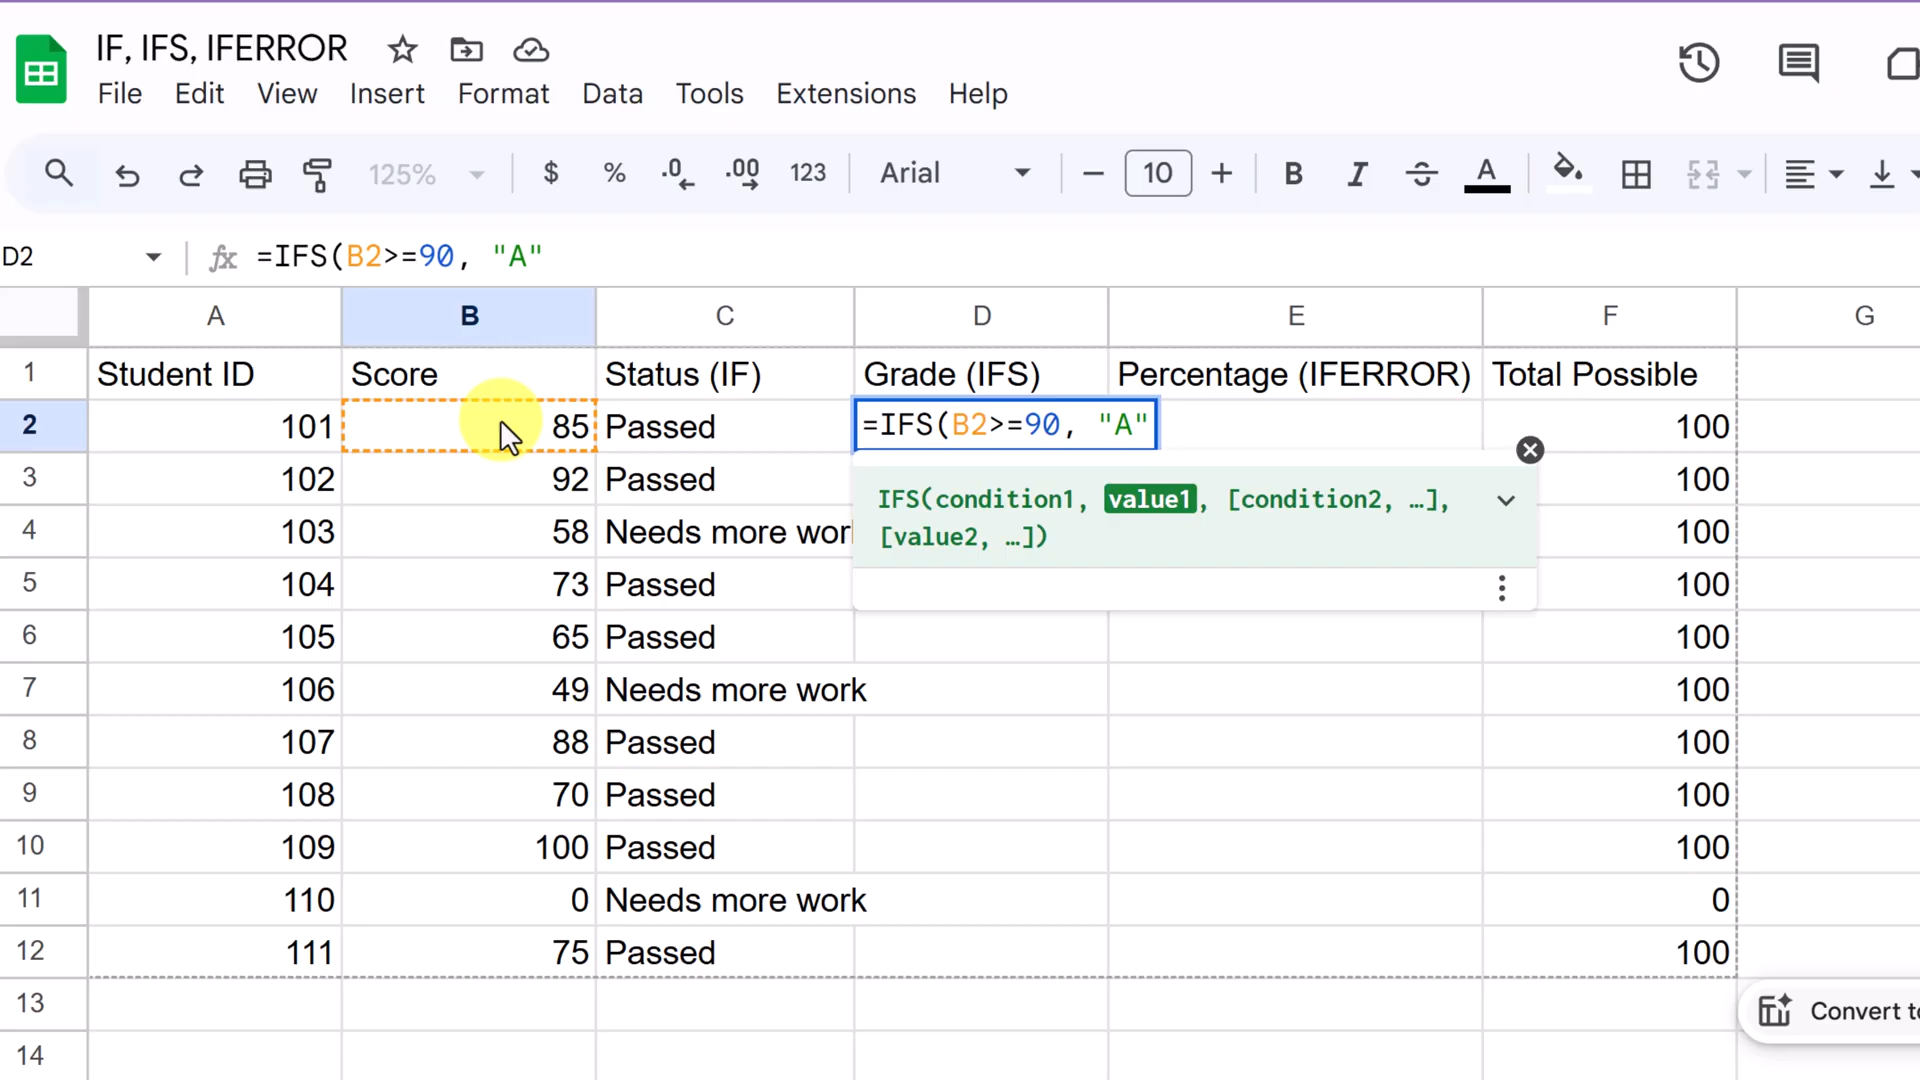 IF, IFS, IFERROR
File Edit View Insert Format Data Tools Extensions Help
125% $ % .0 .00 123 Arial 10 B I A
D2 fx =IFS(B2>=90, "A"
A B C D E F G
1 Student ID Score Status (IF) Grade (IFS) Percentage (IFERROR) Total Possible
2 101 85 Passed =IFS(B2>=90, "A" 100
3 102 92 Passed 100
IFS(condition1, value1, [condition2, …],
[value2, …])
4 103 58 Needs more work 100
5 104 73 Passed 100
6 105 65 Passed 100
7 106 49 Needs more work 100
8 107 88 Passed 100
9 108 70 Passed 100
10 109 100 Passed 100
11 110 0 Needs more work 0
12 111 75 Passed 100
13
Convert to
14